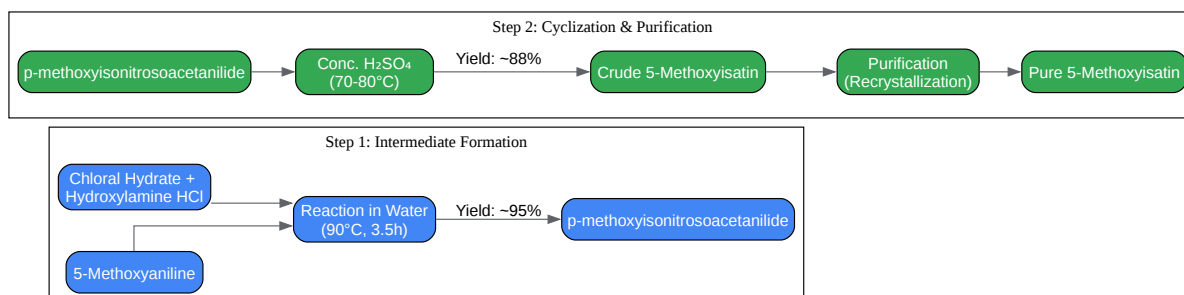 Step 2: Cyclization & Purification
p-methoxyisonitrosoacetanilide
Conc. H₂SO₄
(70-80°C)
Yield: ~88%
Crude 5-Methoxyisatin
Purification
(Recrystallization)
Pure 5-Methoxyisatin
Step 1: Intermediate Formation
Chloral Hydrate +
Hydroxylamine HCl
5-Methoxyaniline
Reaction in Water
(90°C, 3.5h)
Yield: ~95%
p-methoxyisonitrosoacetanilide